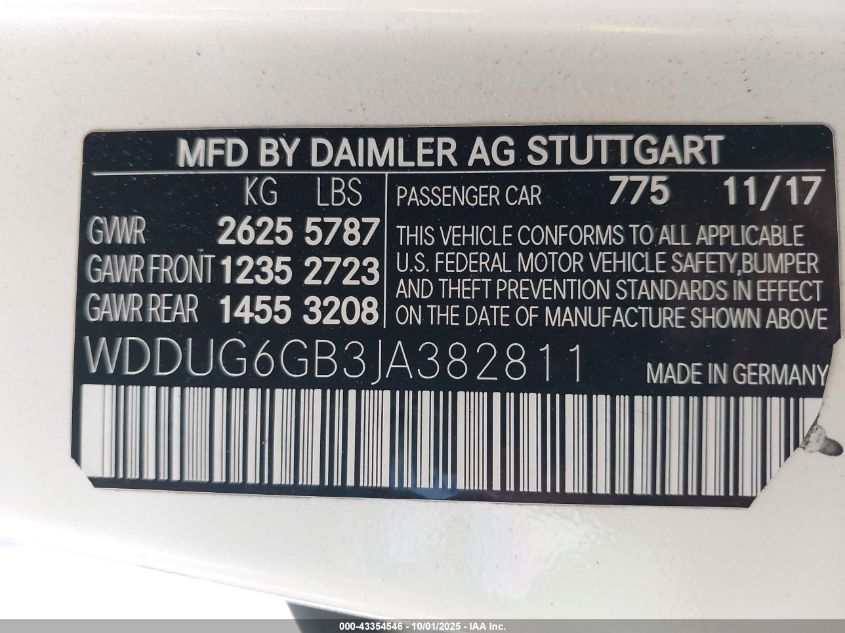 MFD BY DAIMLER AG STUTTGART
KG LBS
GVWR 2625 5787
GAWR FRONT 1235 2723
GAWR REAR 1455 3208
PASSENGER CAR 775 11/17
THIS VEHICLE CONFORMS TO ALL APPLICABLE
U.S. FEDERAL MOTOR VEHICLE SAFETY,BUMPER
AND THEFT PREVENTION STANDARDS IN EFFECT
ON THE DATE OF MANUFACTURE SHOWN ABOVE
WDDUG6GB3JA382811
MADE IN GERMANY
000-43354546 - 10/01/2025 - IAA Inc.